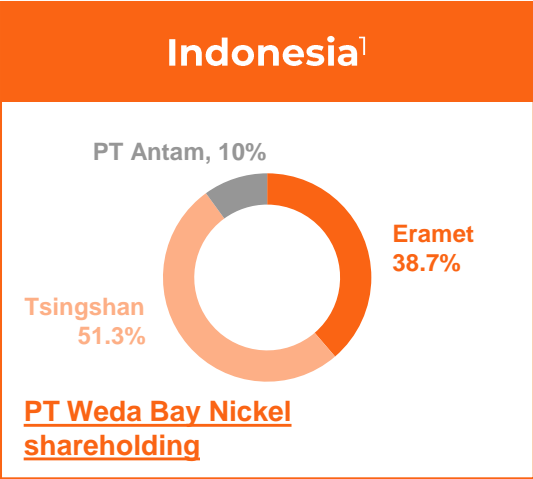 Indonesia1
PT Antam, 10%
Eramet
38.7%
Tsingshan
51.3%
PT Weda Bay Nickel
shareholding